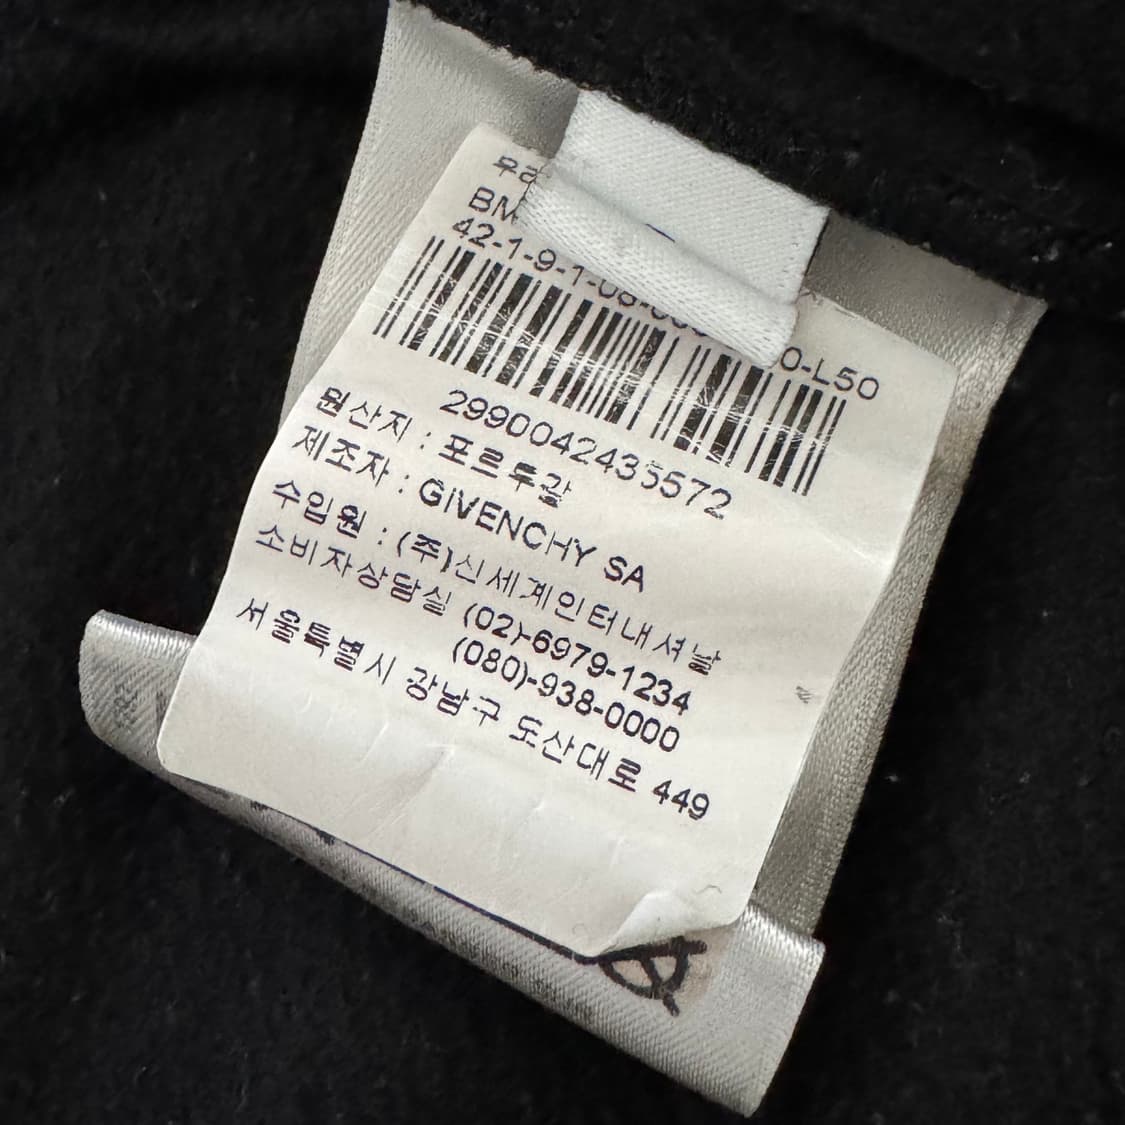 42-1-9-1-06-
0-L50
2990042435572
원산지 : 포르투갈
제조자 : GIVENCHY SA
수입원 : (주)신세계인터내셔날
소비자상담실 (02)-6979-1234
(080)-938-0000
서울특별시 강남구 도산대로 449